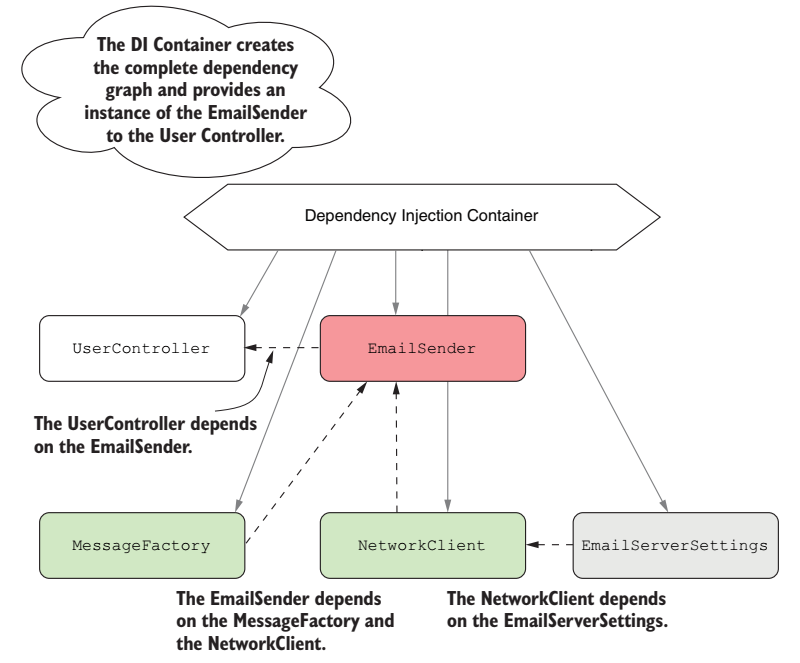 The DI Container creates
the complete dependency
graph and provides an
instance of the EmailSender
to the User Controller.
Dependency Injection Container
UserController
EmailSender
The UserController depends
on the EmailSender.
MessageFactory
NetworkClient
EmailServerSettings
The EmailSender depends
on the MessageFactory and
the NetworkClient.
The NetworkClient depends
on the EmailServerSettings.